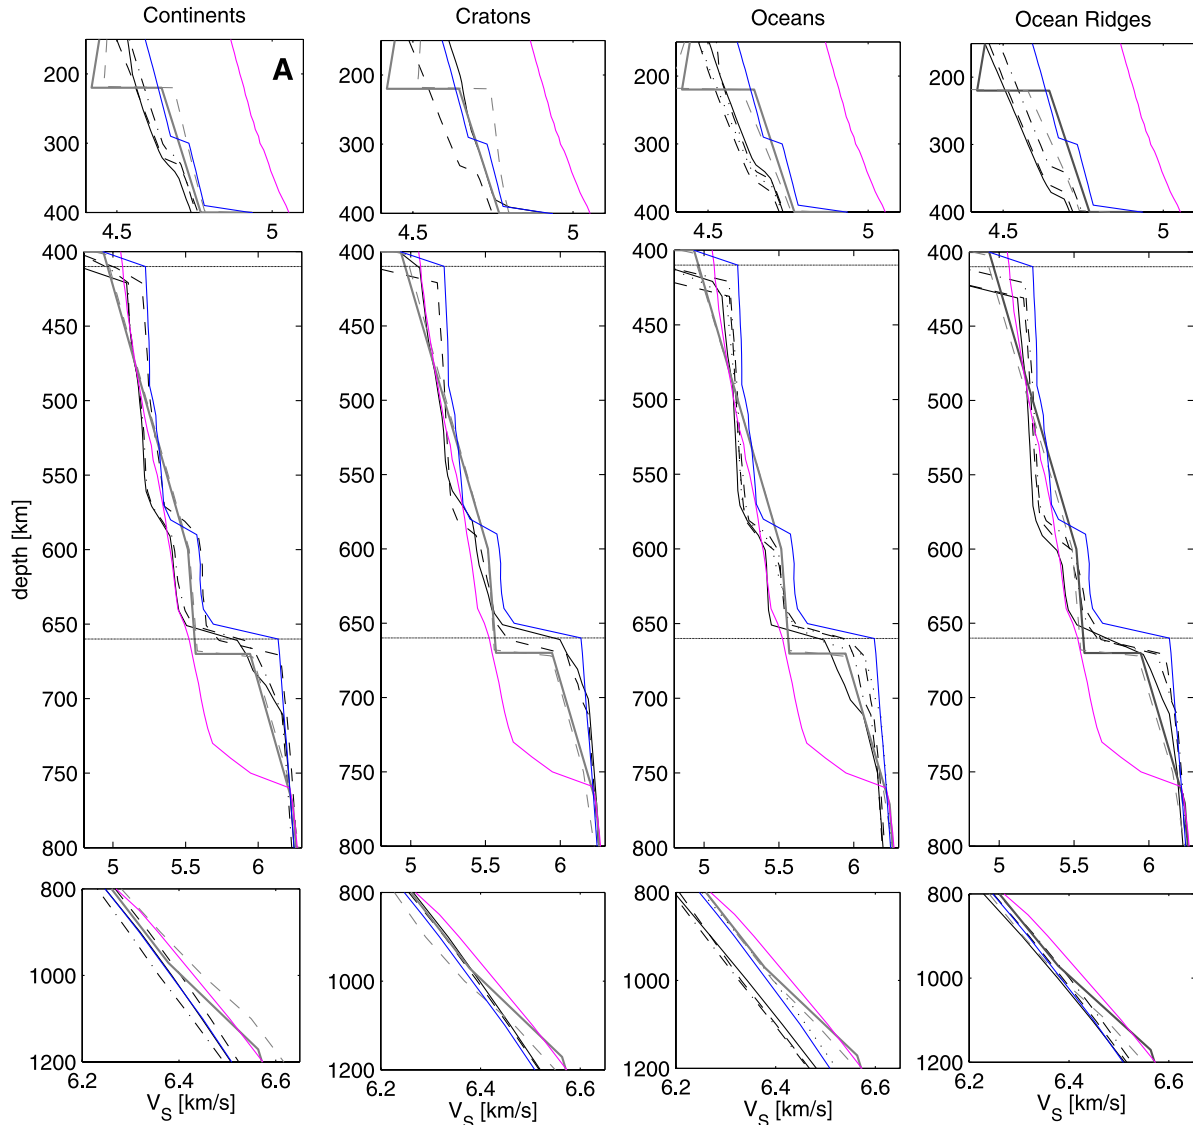 Continents Cratons Oceans Ocean Ridges
A
200 200 200 200
300 300 300 300
400 400 400 400
4.5 5 4.5 5 4.5 5 4.5 5
400 400 400 400
450 450 450 450
500 500 500 500
550 550 550 550
600 600 600 600
650 650 650 650
700 700 700 700
750 750 750 750
800 800 800 800
5 5.5 6 5 5.5 6 5 5.5 6 5 5.5 6
depth [km]
800 800 800 800
1000 1000 1000 1000
1200 1200 1200 1200
6.2 6.4 6.6 6.2 6.4 6.6 6.2 6.4 6.6 6.2 6.4 6.6
V_S [km/s] V_S [km/s] V_S [km/s] V_S [km/s]